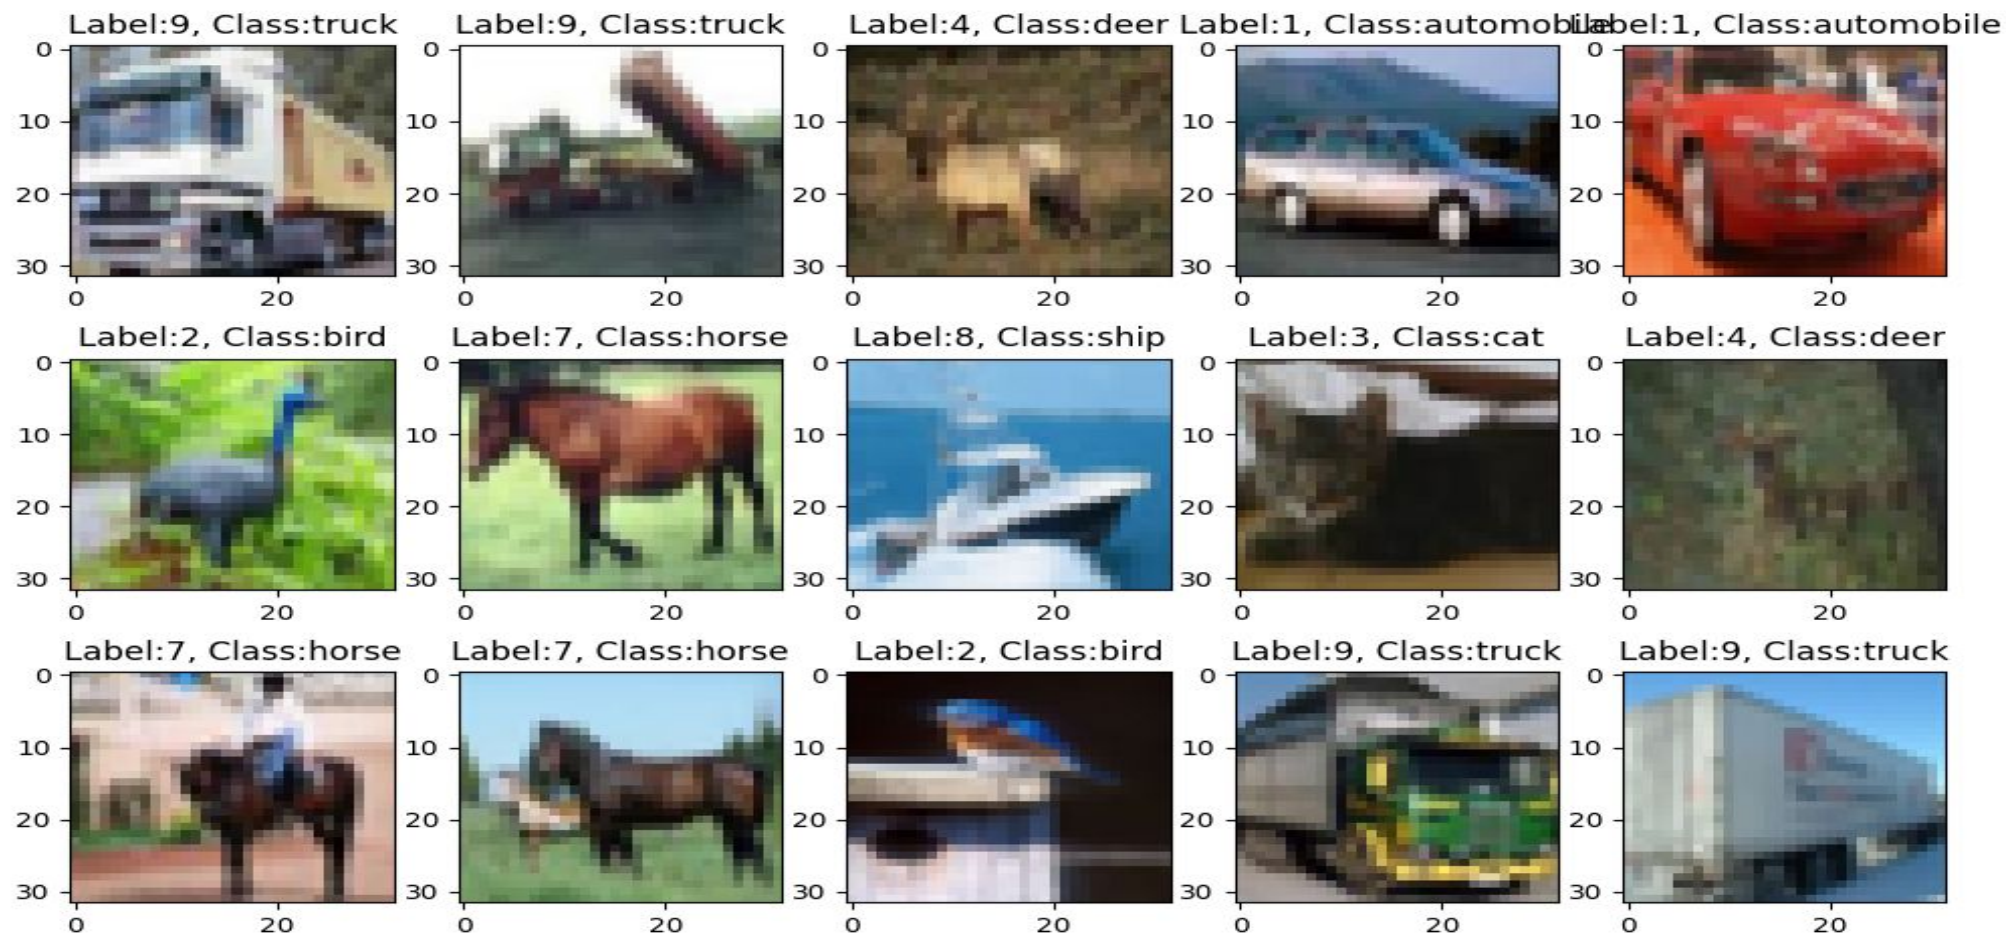 Label:9, Class:truck Label:9, Class:truck Label:4, Class:deer Label:1, Class:automobile Label:1, Class:automobile
0 0 0 0 0
10 10 10 10 10
20 20 20 20 20
30 30 30 30 30
0 20 0 20 0 20 0 20 0 20
Label:2, Class:bird Label:7, Class:horse Label:8, Class:ship Label:3, Class:cat Label:4, Class:deer
0 0 0 0 0
10 10 10 10 10
20 20 20 20 20
30 30 30 30 30
0 20 0 20 0 20 0 20 0 20
Label:7, Class:horse Label:7, Class:horse Label:2, Class:bird Label:9, Class:truck Label:9, Class:truck
0 0 0 0 0
10 10 10 10 10
20 20 20 20 20
30 30 30 30 30
0 20 0 20 0 20 0 20 0 20